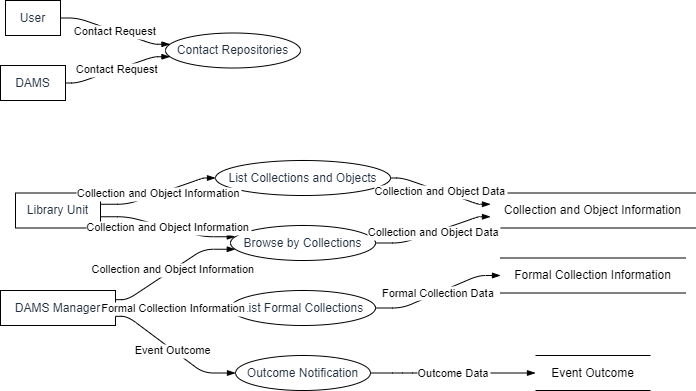 User
Contact Request
Contact Repositories
Contact Request
DAMS
List Collections and Objects
Collection and Object Information
Collection and Object Data
Library Unit
Collection and Object Information
Collection and Object Information
Collection and Object Data
Browse by Collections
Collection and Object Information
Formal Collection Information
Formal Collection Data
DAMS Manager
Formal Collection Information
ist Formal Collections
Event Outcome
Outcome Notification
Outcome Data
Event Outcome